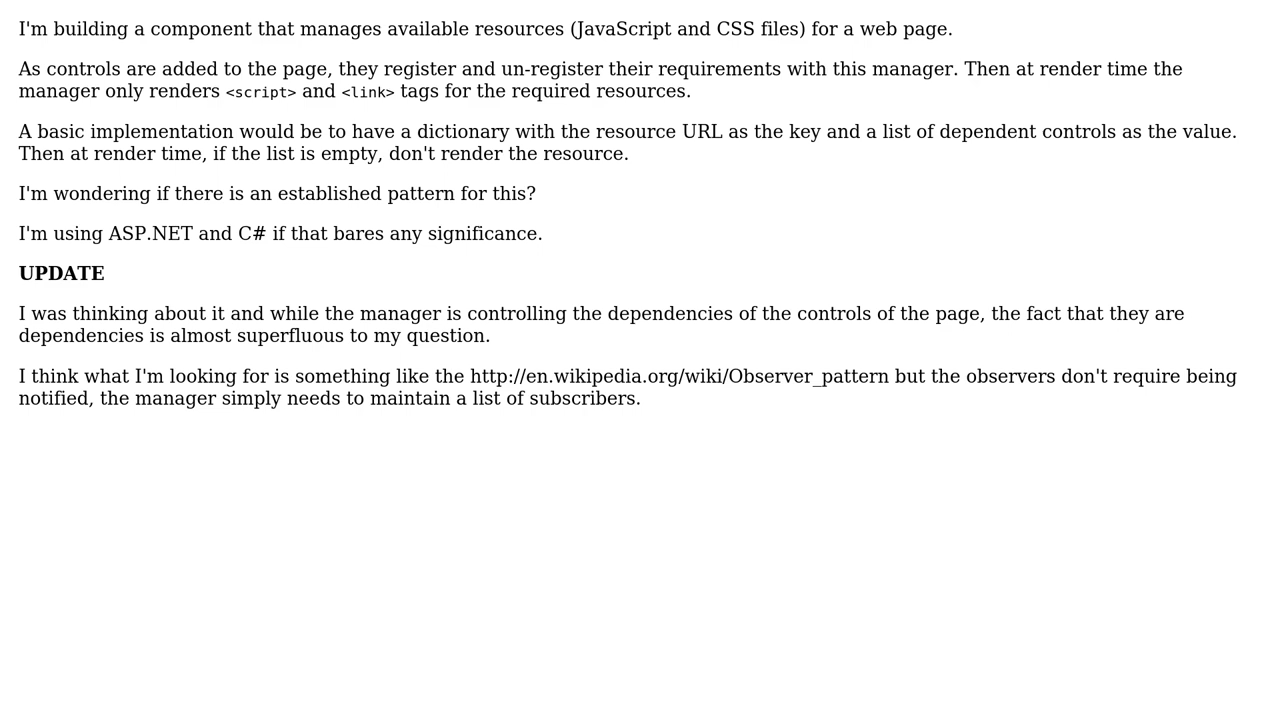 I'm building a component that manages available resources (JavaScript and CSS files) for a web page.
As controls are added to the page, they register and un-register their requirements with this manager. Then at render time the
manager only renders <script> and <link> tags for the required resources.
A basic implementation would be to have a dictionary with the resource URL as the key and a list of dependent controls as the value.
Then at render time, if the list is empty, don't render the resource.
I'm wondering if there is an established pattern for this?
I'm using ASP.NET and C# if that bares any significance.
UPDATE
I was thinking about it and while the manager is controlling the dependencies of the controls of the page, the fact that they are
dependencies is almost superfluous to my question.
I think what I'm looking for is something like the http://en.wikipedia.org/wiki/Observer_pattern but the observers don't require being
notified, the manager simply needs to maintain a list of subscribers.